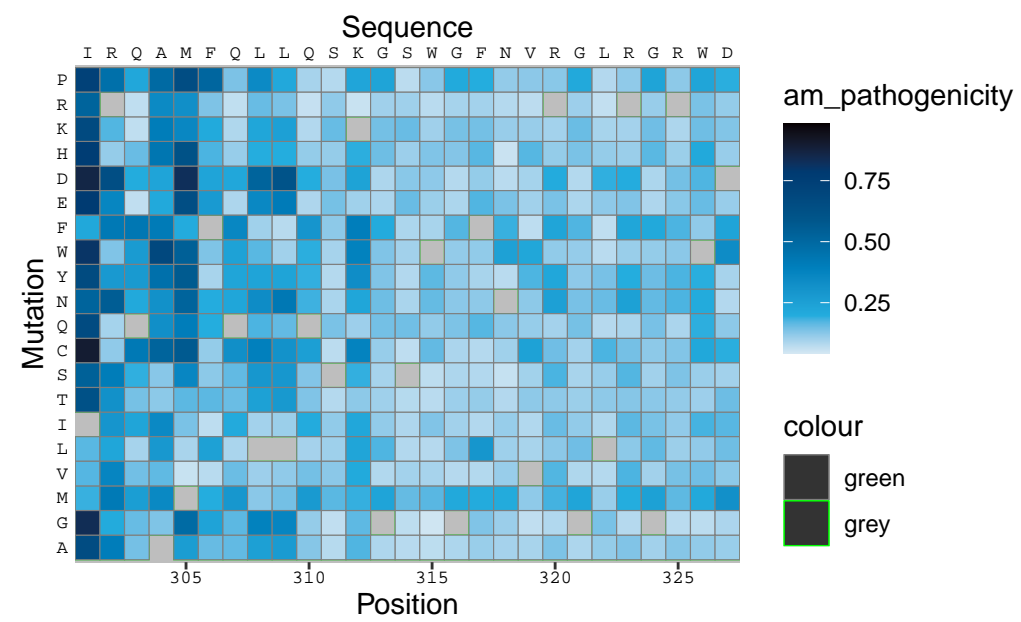 Sequence
I R Q A M F Q L L Q S K G S W G F N V R G L R G R W D
Mutation
P
R
K
H
D
E
F
W
Y
N
Q
C
S
T
I
L
V
M
G
A
305 310 315 320 325
Position
am_pathogenicity
0.75
0.50
0.25
colour
green
grey